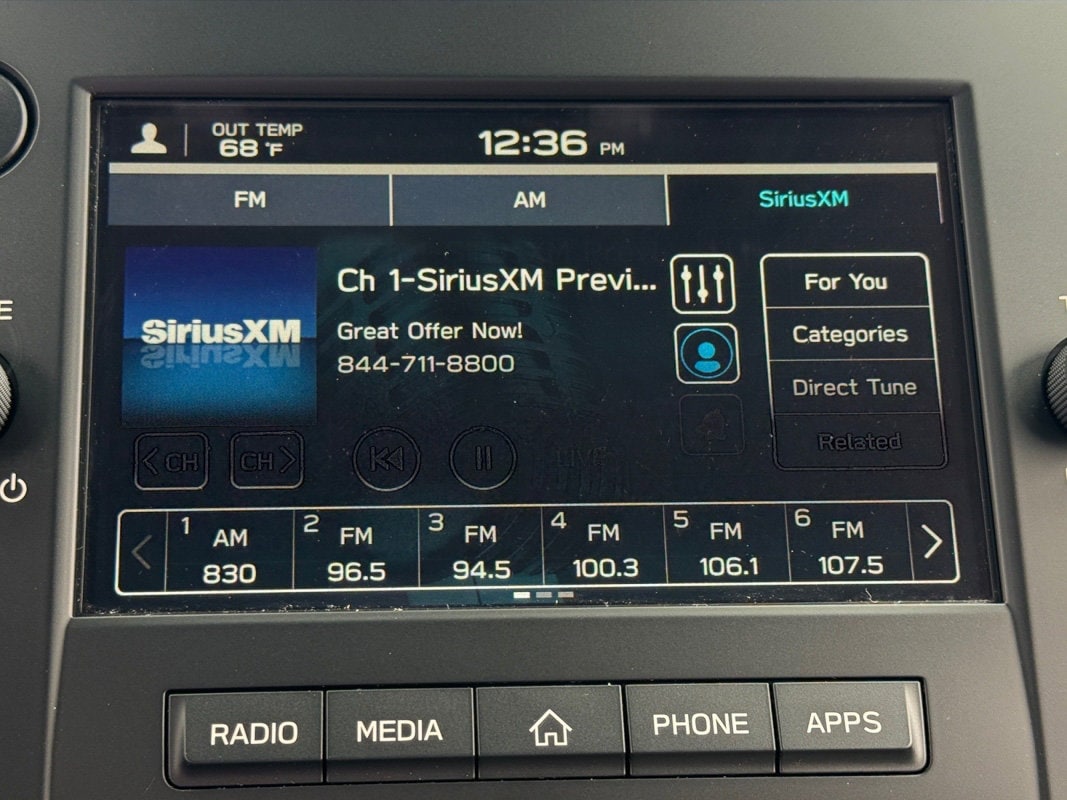 OUT TEMP
68 °F
12:36 PM
FM
AM
SiriusXM
SiriusXM
Ch 1-SiriusXM Previ...
Great Offer Now!
844-711-8800
For You
Categories
Direct Tune
Related
CH
CH
LIVE
1 AM 830
2 FM 96.5
3 FM 94.5
4 FM 100.3
5 FM 106.1
6 FM 107.5
E
T
RADIO
MEDIA
PHONE
APPS